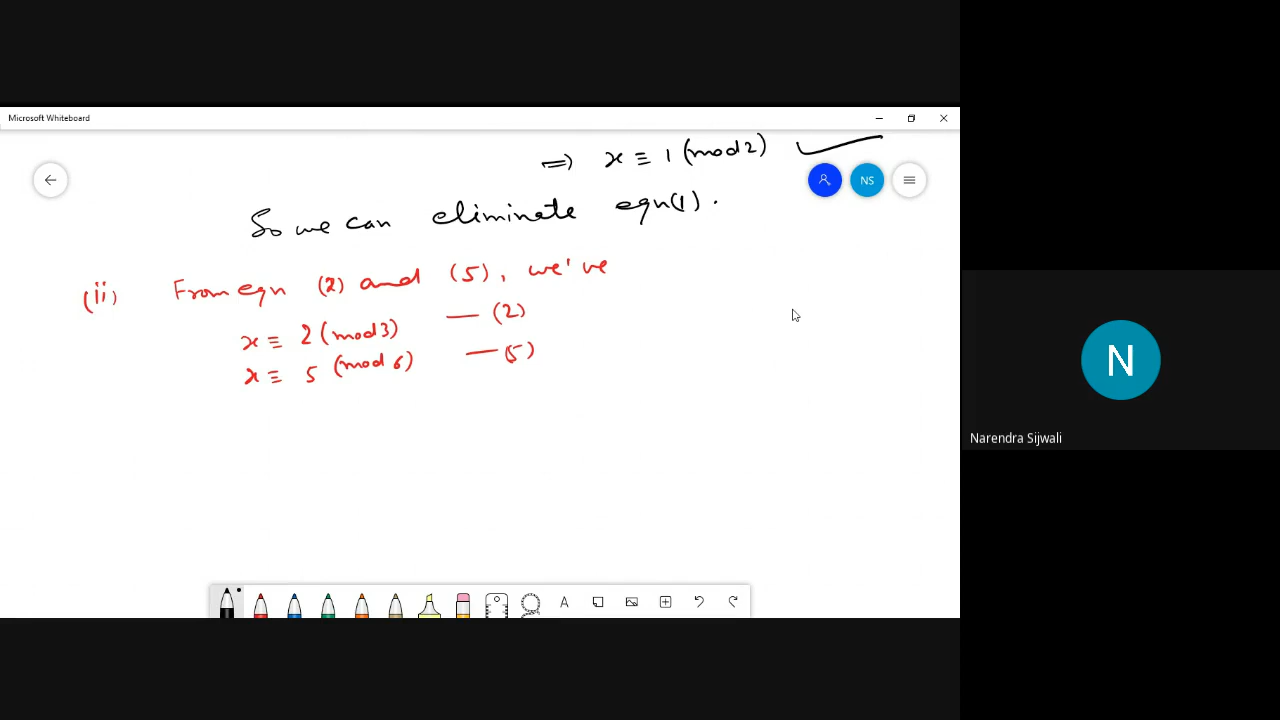 Microsoft Whiteboard
⇒ x ≡ 1 (mod 2)
NS
So we can eliminate eqn(1).
(ii) From eqn (2) and (5), we've
x ≡ 2 (mod 3) — (2)
x ≡ 5 (mod 6) — (5)
N
Narendra Sijwali
A